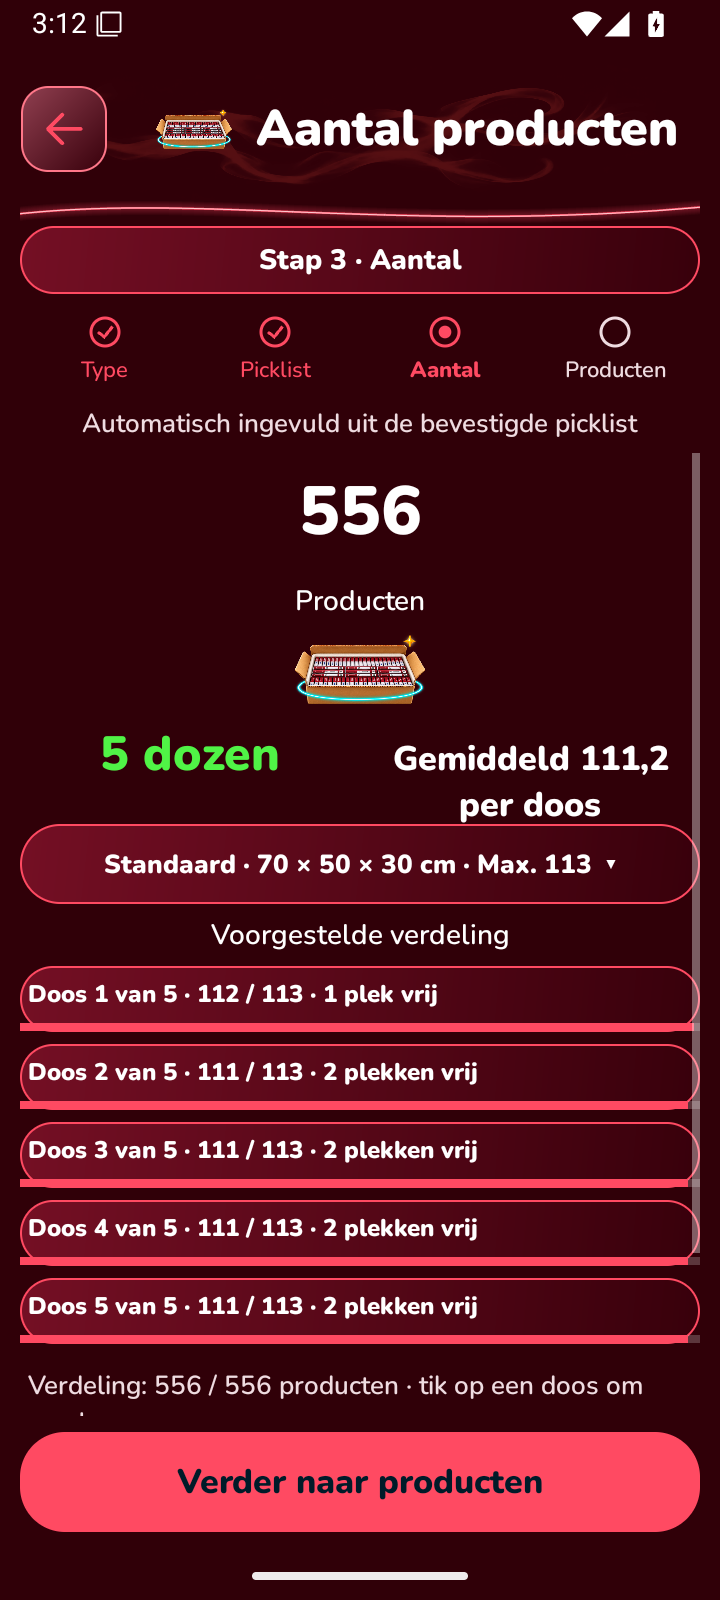 3:12
Aantal producten
Stap 3 · Aantal
Type
Picklist
Aantal
Producten
Automatisch ingevuld uit de bevestigde picklist
556
Producten
5 dozen
Gemiddeld 111,2
per doos
Standaard · 70 × 50 × 30 cm · Max. 113 ▼
Voorgestelde verdeling
Doos 1 van 5 · 112 / 113 · 1 plek vrij
Doos 2 van 5 · 111 / 113 · 2 plekken vrij
Doos 3 van 5 · 111 / 113 · 2 plekken vrij
Doos 4 van 5 · 111 / 113 · 2 plekken vrij
Doos 5 van 5 · 111 / 113 · 2 plekken vrij
Verdeling: 556 / 556 producten · tik op een doos om
Verder naar producten